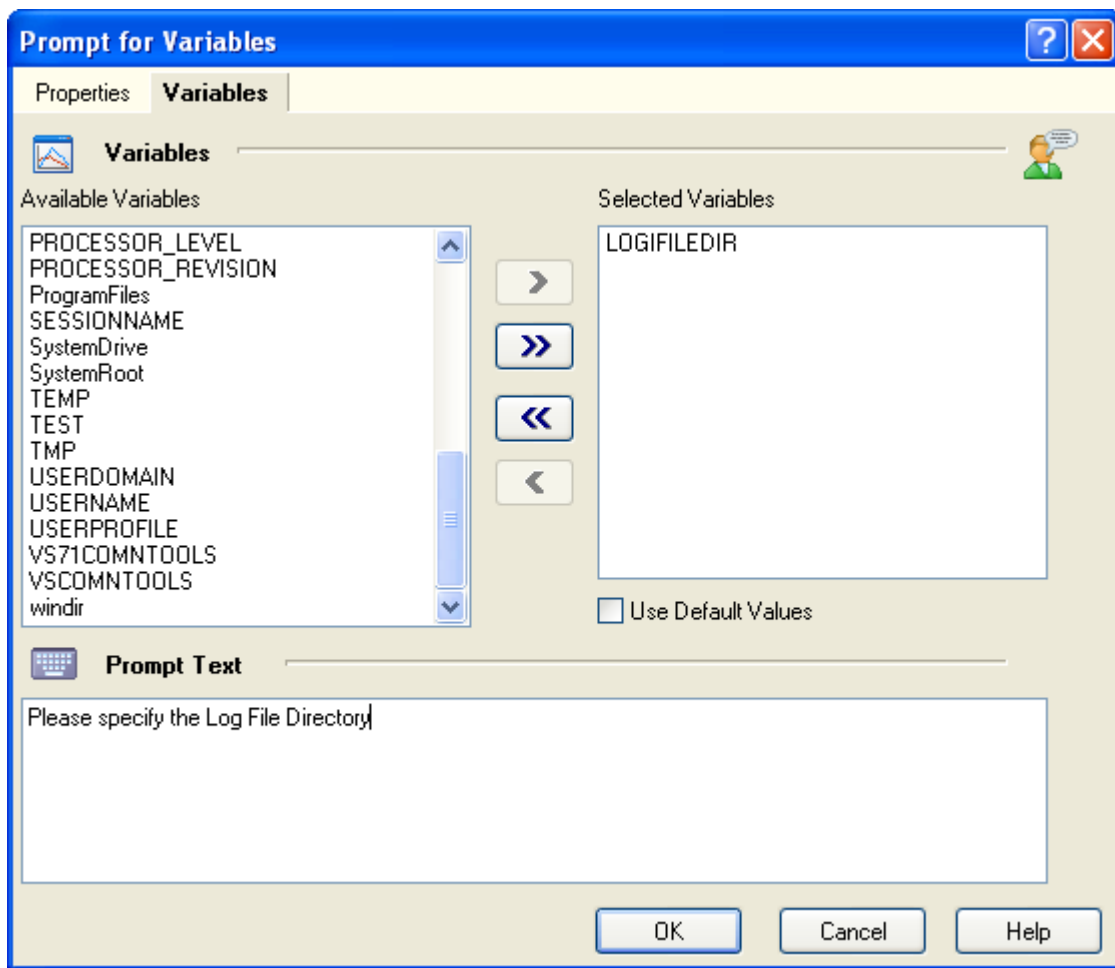 Prompt for Variables
Properties Variables
Variables
Available Variables
Selected Variables
PROCESSOR_LEVEL
PROCESSOR_REVISION
ProgramFiles
SESSIONNAME
SystemDrive
SystemRoot
TEMP
TEST
TMP
USERDOMAIN
USERNAME
USERPROFILE
VS71COMNTOOLS
VSCOMNTOOLS
windir
LOGIFILEDIR
Use Default Values
Prompt Text
Please specify the Log File Directory
OK Cancel Help